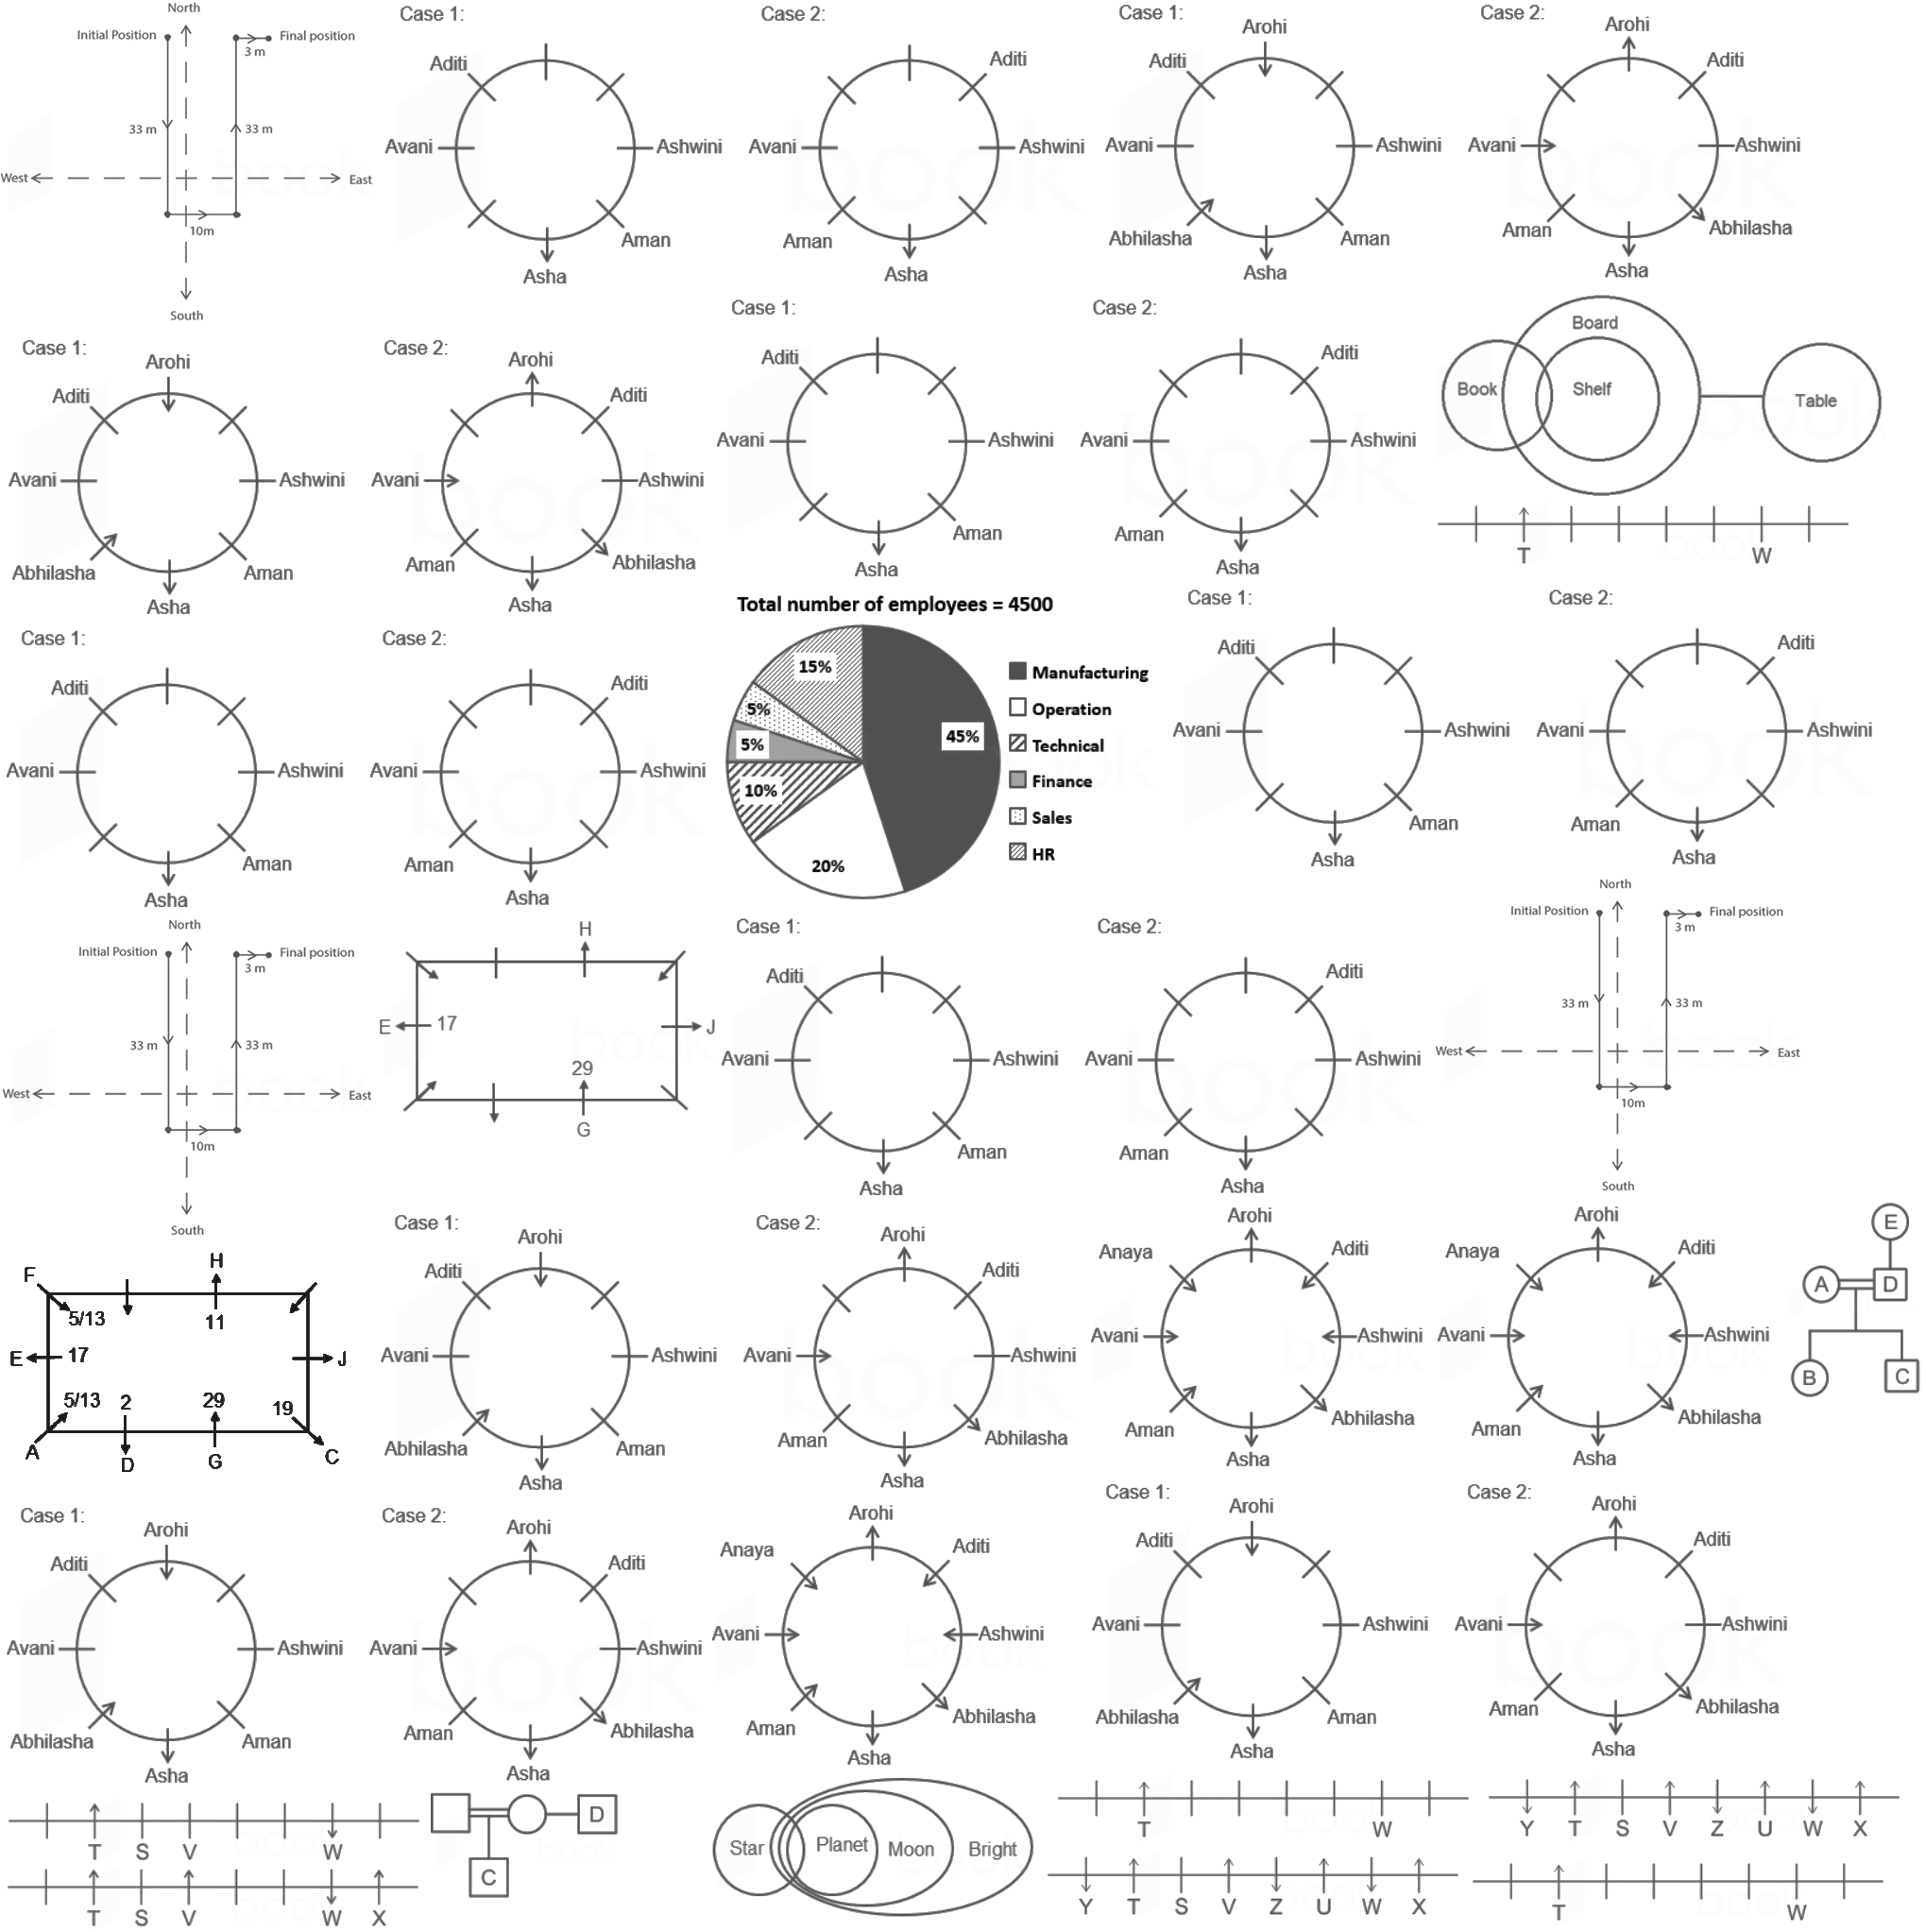 North
Initial Position
Final position
3 m
33 m
33 m
West
East
10m
South
Case 1:
Aditi
Avani
Ashwini
Aman
Asha
Case 2:
Aditi
Avani
Ashwini
Aman
Asha
Case 1:
Arohi
Aditi
Avani
Ashwini
Abhilasha
Aman
Asha
Case 2:
Arohi
Aditi
Avani
Ashwini
Aman
Abhilasha
Asha
Case 1:
Arohi
Aditi
Avani
Ashwini
Abhilasha
Aman
Asha
Case 2:
Arohi
Aditi
Avani
Ashwini
Aman
Abhilasha
Asha
Case 1:
Aditi
Avani
Ashwini
Aman
Asha
Case 2:
Aditi
Avani
Ashwini
Aman
Asha
Board
Book
Shelf
Table
T W
Case 1:
Aditi
Avani
Ashwini
Aman
Asha
Case 2:
Aditi
Avani
Ashwini
Aman
Asha
Total number of employees = 4500
15%
5%
5%
10%
20%
45%
Manufacturing
Operation
Technical
Finance
Sales
HR
Case 1:
Aditi
Avani
Ashwini
Aman
Asha
Case 2:
Aditi
Avani
Ashwini
Aman
Asha
North
Initial Position
Final position
3 m
33 m
33 m
West
East
10m
South
H
E 17 J
29
G
Case 1:
Aditi
Avani
Ashwini
Aman
Asha
Case 2:
Aditi
Avani
Ashwini
Aman
Asha
North
Initial Position
Final position
3 m
33 m
33 m
West
East
10m
South
F H
5/13 11
E 17 J
5/13 2 29 19
A D G C
Case 1:
Arohi
Aditi
Avani
Ashwini
Abhilasha
Aman
Asha
Case 2:
Arohi
Aditi
Avani
Ashwini
Aman
Abhilasha
Asha
Arohi
Anaya
Aditi
Avani
Ashwini
Aman
Abhilasha
Asha
Arohi
Anaya
Aditi
Avani
Ashwini
Aman
Abhilasha
Asha
E
A D
B C
Case 1:
Arohi
Aditi
Avani
Ashwini
Abhilasha
Aman
Asha
Case 2:
Arohi
Aditi
Avani
Ashwini
Aman
Abhilasha
Asha
Arohi
Anaya
Aditi
Avani
Ashwini
Aman
Abhilasha
Asha
Case 1:
Arohi
Aditi
Avani
Ashwini
Abhilasha
Aman
Asha
Case 2:
Arohi
Aditi
Avani
Ashwini
Aman
Abhilasha
Asha
T S V W
T S V W X
D
C
Star Planet Moon Bright
T W
Y T S V Z U W X
Y T S V Z U W X
T W